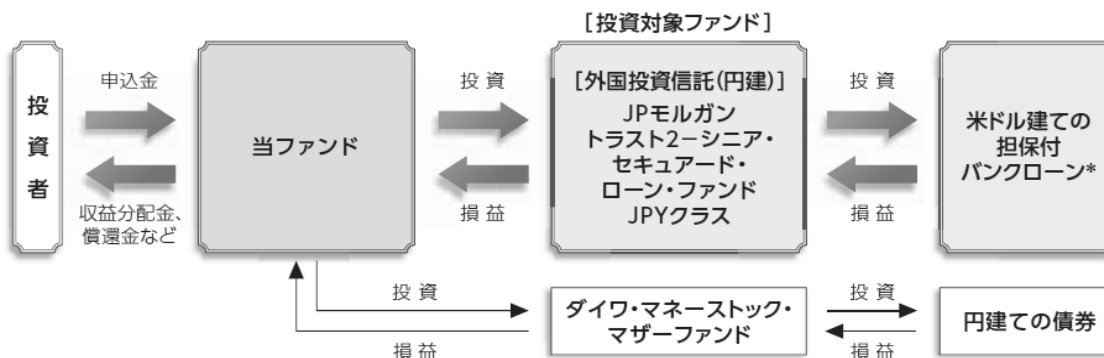 [投資対象ファンド]
投資者
申込金
収益分配金、
償還金など
当ファンド
投 資
損 益
[外国投資信託(円建)]
JPモルガン
トラスト2－シニア・
セキュアード・
ローン・ファンド
JPYクラス
投 資
損 益
米ドル建ての
担保付
バンクローン*
投 資
損 益
ダイワ・マネーストック・
マザーファンド
投 資
損 益
円建ての債券